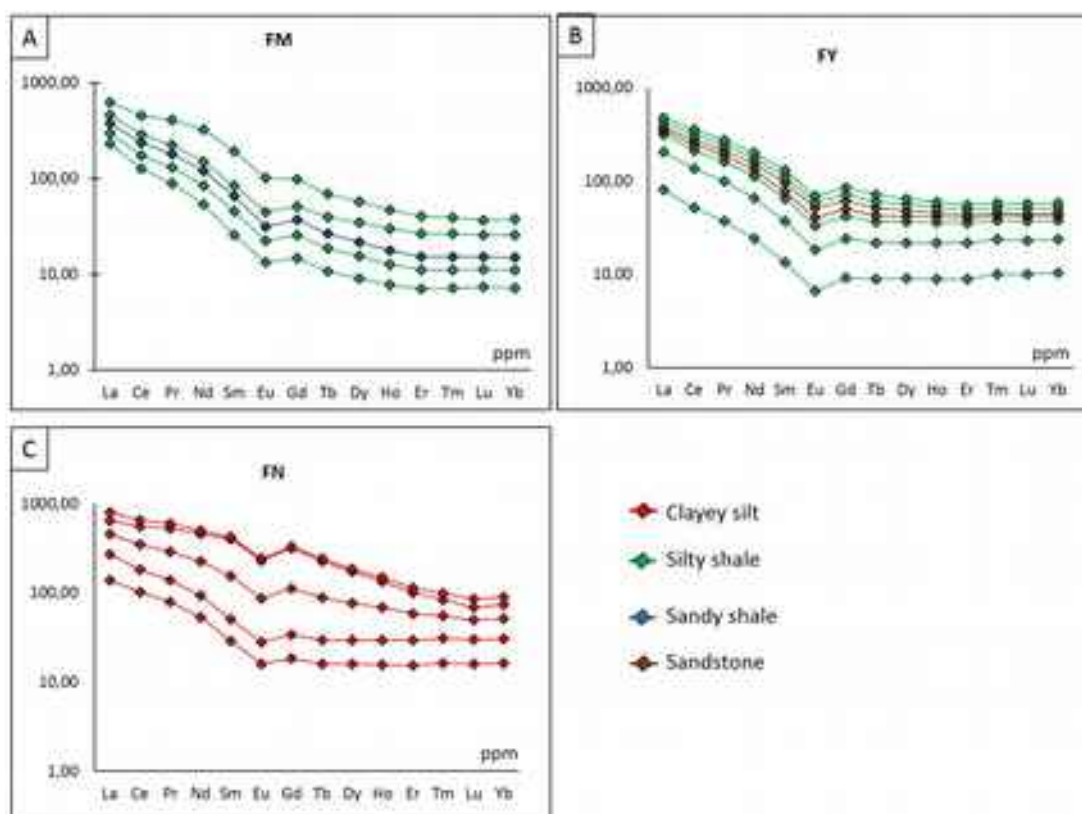 A
FM
1000,00
100,00
10,00
1,00
ppm
La Ce Pr Nd Sm Eu Gd Tb Dy Ho Er Tm Lu Yb
B
FY
1000,00
100,00
10,00
1,00
ppm
La Ce Pr Nd Sm Eu Gd Tb Dy Ho Er Tm Lu Yb
C
FN
1000,00
100,00
10,00
1,00
ppm
La Ce Pr Nd Sm Eu Gd Tb Dy Ho Er Tm Lu Yb
Clayey silt
Silty shale
Sandy shale
Sandstone